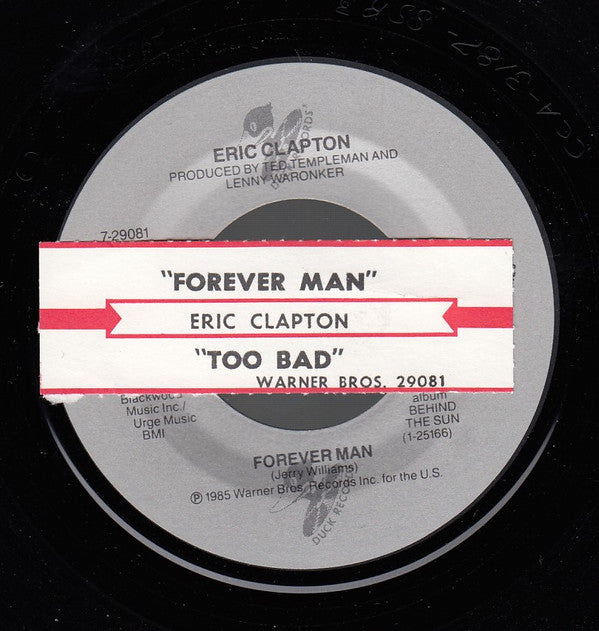 ERIC CLAPTON
PRODUCED BY TED TEMPLEMAN AND
LENNY WARONKER
7-29081
"FOREVER MAN"
ERIC CLAPTON
"TOO BAD"
WARNER BROS. 29081
Music Inc./
Urge Music
BMI
album
BEHIND
THE SUN
(1-25166)
FOREVER MAN
(Jerry Williams)
℗ 1985 Warner Bros. Records Inc. for the U.S.
DUCK RECO